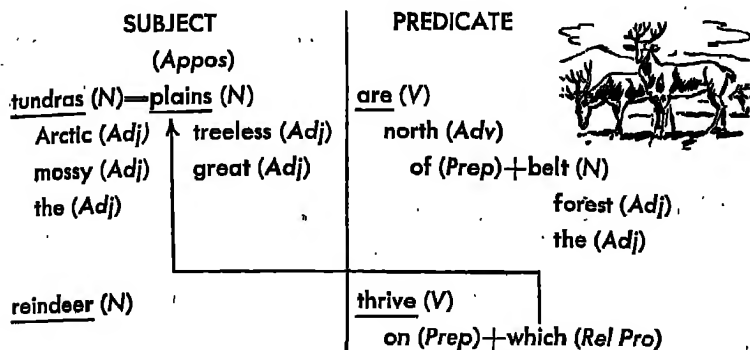 SUBJECT PREDICATE
(Appos)
tundras (N)=plains (N) are (V)
Arctic (Adj) treeless (Adj) north (Adv)
mossy (Adj) great (Adj) of (Prep)+belt (N)
the (Adj) forest (Adj)
the (Adj)
reindeer (N) thrive (V)
on (Prep)+which (Rel Pro)